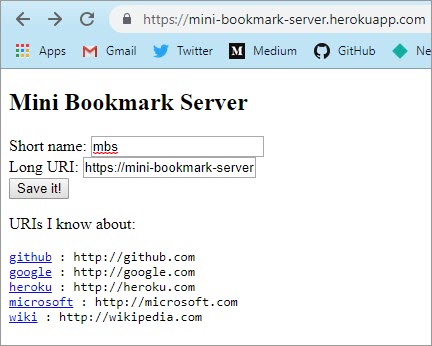 https://mini-bookmark-server.herokuapp.com
Apps Gmail Twitter Medium GitHub Ne
Mini Bookmark Server
Short name: mbs
Long URI: https://mini-bookmark-server
Save it!
URIs I know about:
github : http://github.com
google : http://google.com
heroku : http://heroku.com
microsoft : http://microsoft.com
wiki : http://wikipedia.com